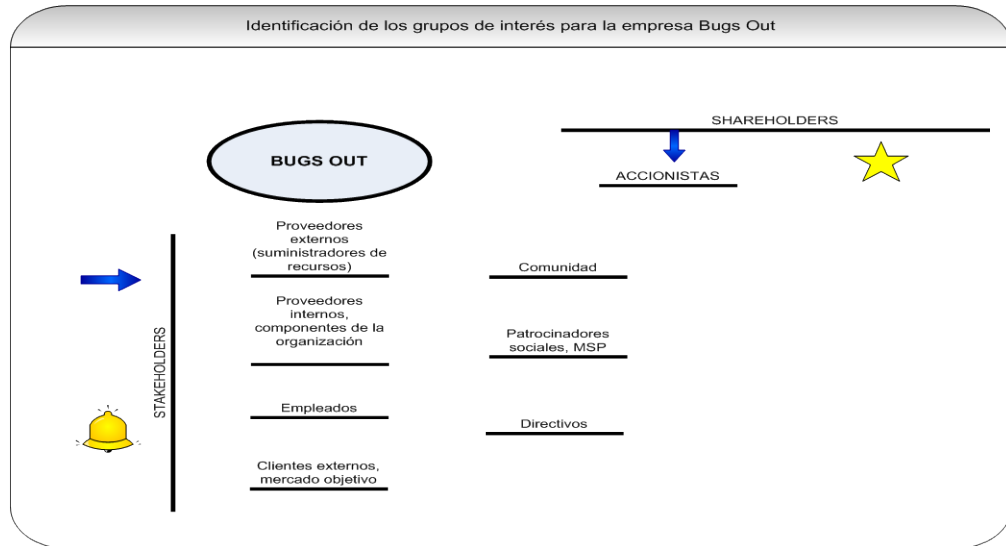 Identificación de los grupos de interés para la empresa Bugs Out
SHAREHOLDERS
BUGS OUT
ACCIONISTAS
STAKEHOLDERS
Proveedores
externos
(suministradores de
recursos)
Comunidad
Proveedores
internos,
componentes de la
organización
Patrocinadores
sociales, MSP
Empleados
Directivos
Clientes externos,
mercado objetivo